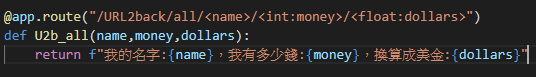 @app.route("/URL2back/all/<name>/<int:money>/<float:dollars>")
def U2b_all(name,money,dollars):
    return f"我的名字:{name}，我有多少錢:{money}，換算成美金:{dollars}"